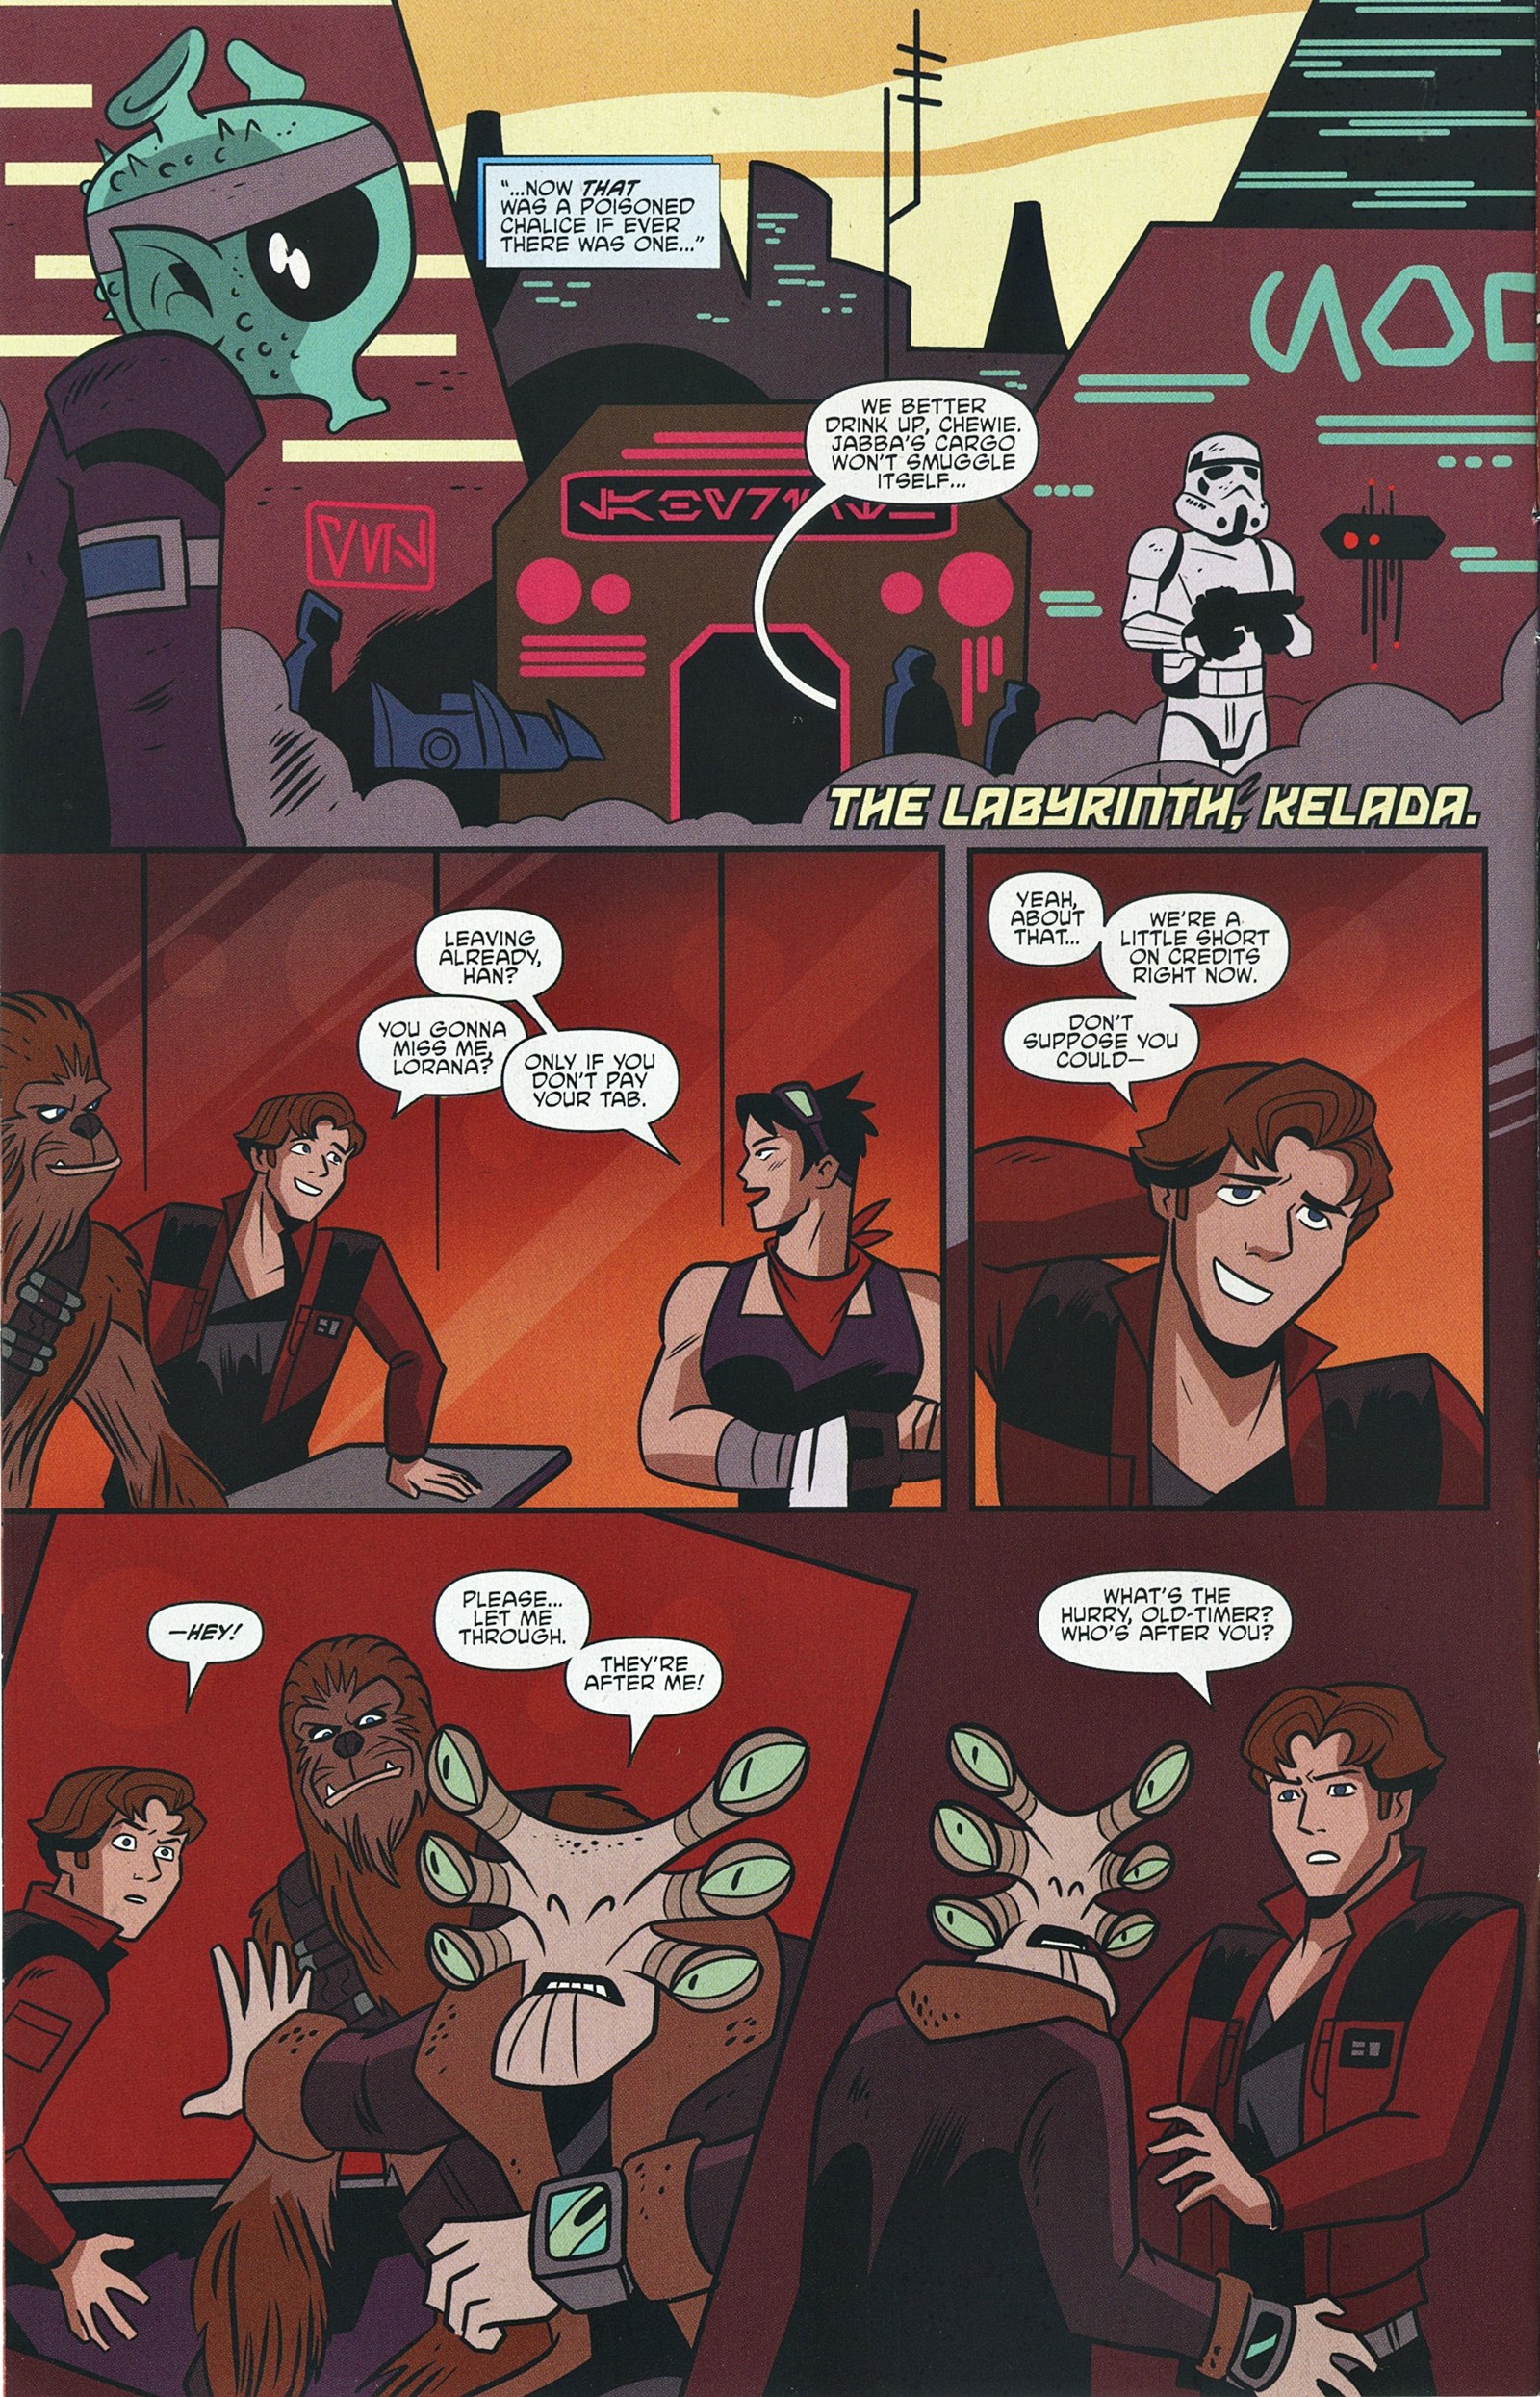 "...NOW THAT
WAS A POISONED
CHALICE IF EVER
THERE WAS ONE..."
WE BETTER
DRINK UP, CHEWIE.
JABBA'S CARGO
WON'T SMUGGLE
ITSELF...
THE LABYRINTH, KELADA.
LEAVING
ALREADY,
HAN?
YOU GONNA
MISS ME,
LORANA?
ONLY IF YOU
DON'T PAY
YOUR TAB.
YEAH,
ABOUT
THAT...
WE'RE A
LITTLE SHORT
ON CREDITS
RIGHT NOW.
DON'T
SUPPOSE YOU
COULD—
—HEY!
PLEASE...
LET ME
THROUGH.
THEY'RE
AFTER ME!
WHAT'S THE
HURRY, OLD-TIMER?
WHO'S AFTER YOU?